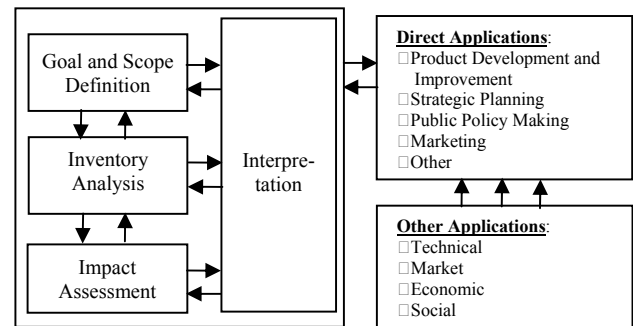 Goal and Scope
Definition
Inventory
Analysis
Impact
Assessment
Interpre-
tation
Direct Applications:
□Product Development and
Improvement
□Strategic Planning
□Public Policy Making
□Marketing
□Other
Other Applications:
□Technical
□Market
□Economic
□Social